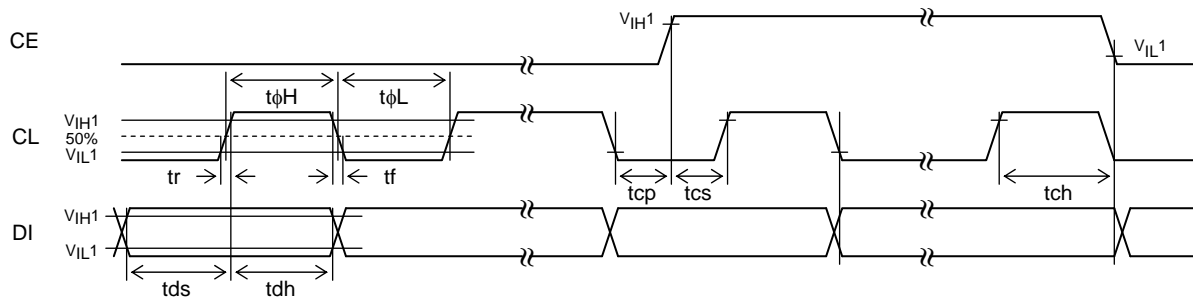 CE
VIH1
VIL1
tϕH
tϕL
CL
VIH1
50%
VIL1
tr
tf
tcp
tcs
tch
DI
VIH1
VIL1
tds
tdh